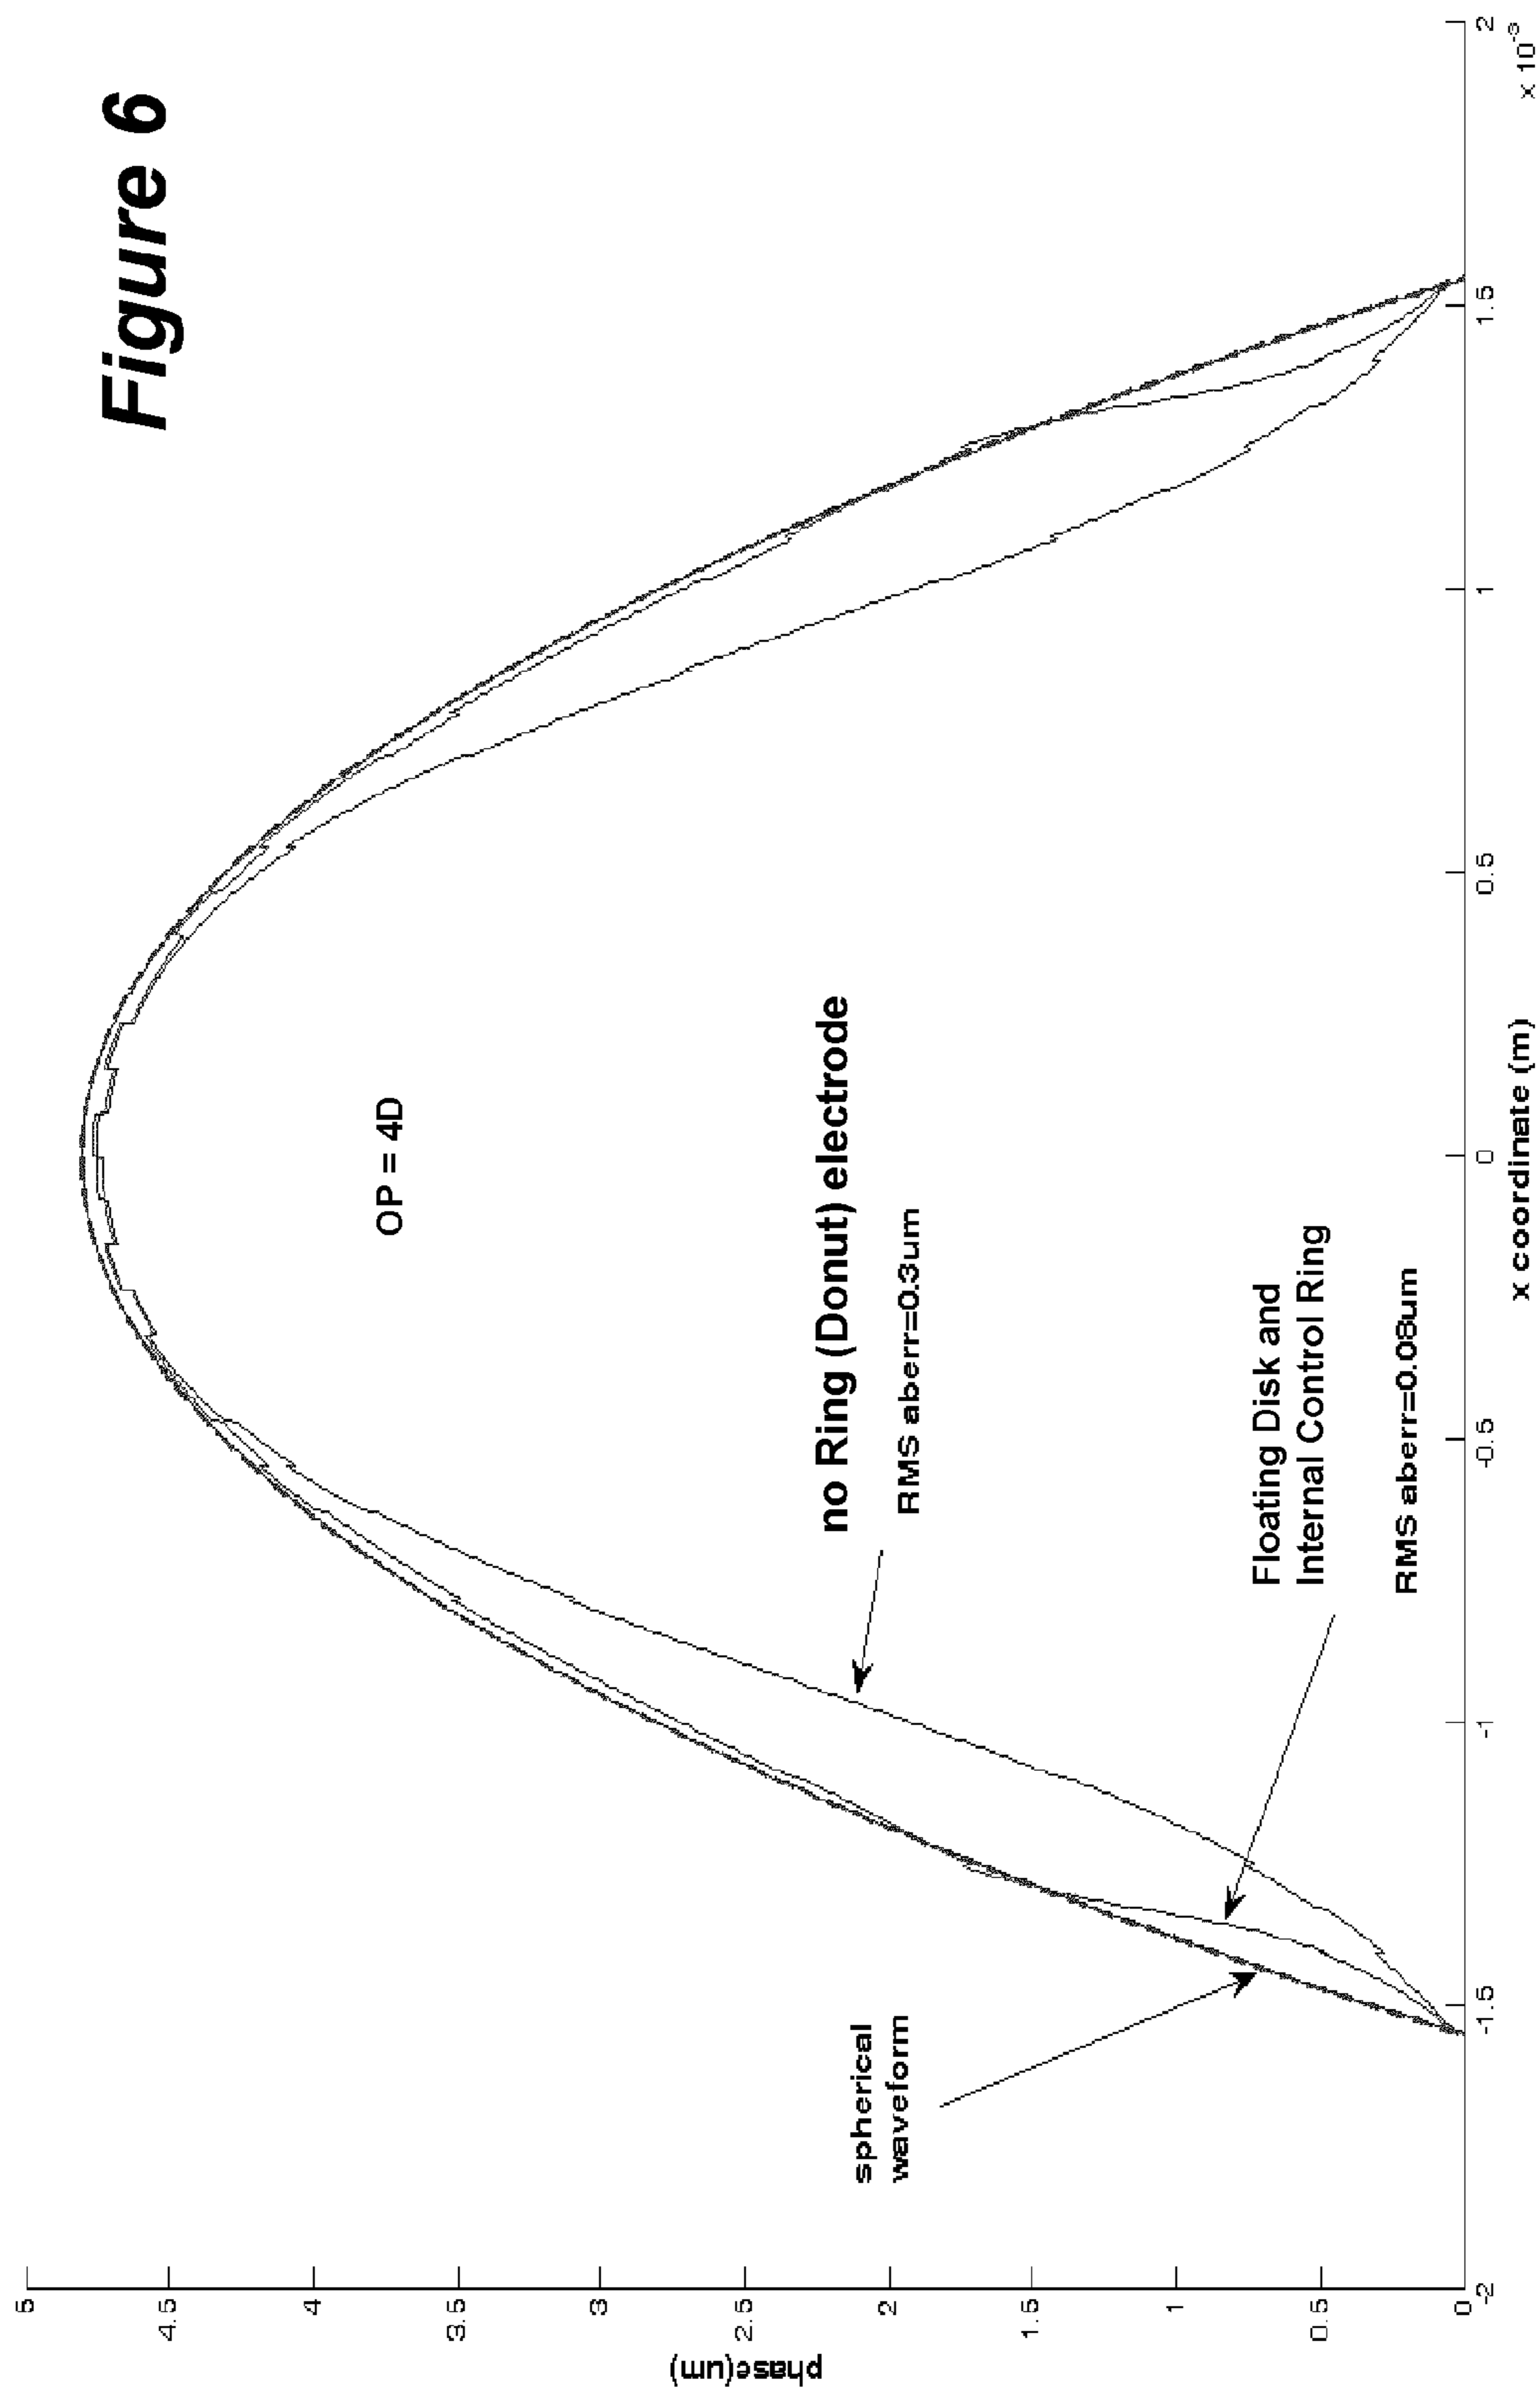 Figure 6
5
4.5
4
3.5
3
2.5
2
1.5
1
0.5
0
phase(um)
OP = 4D
spherical
waveform
no Ring (Donut) electrode
RMS aberr=0.3um
Floating Disk and
Internal Control Ring
RMS aberr=0.08um
-2
-1.5
-1
-0.5
0
0.5
1
1.5
2
x coordinate (m)
x 10⁻³